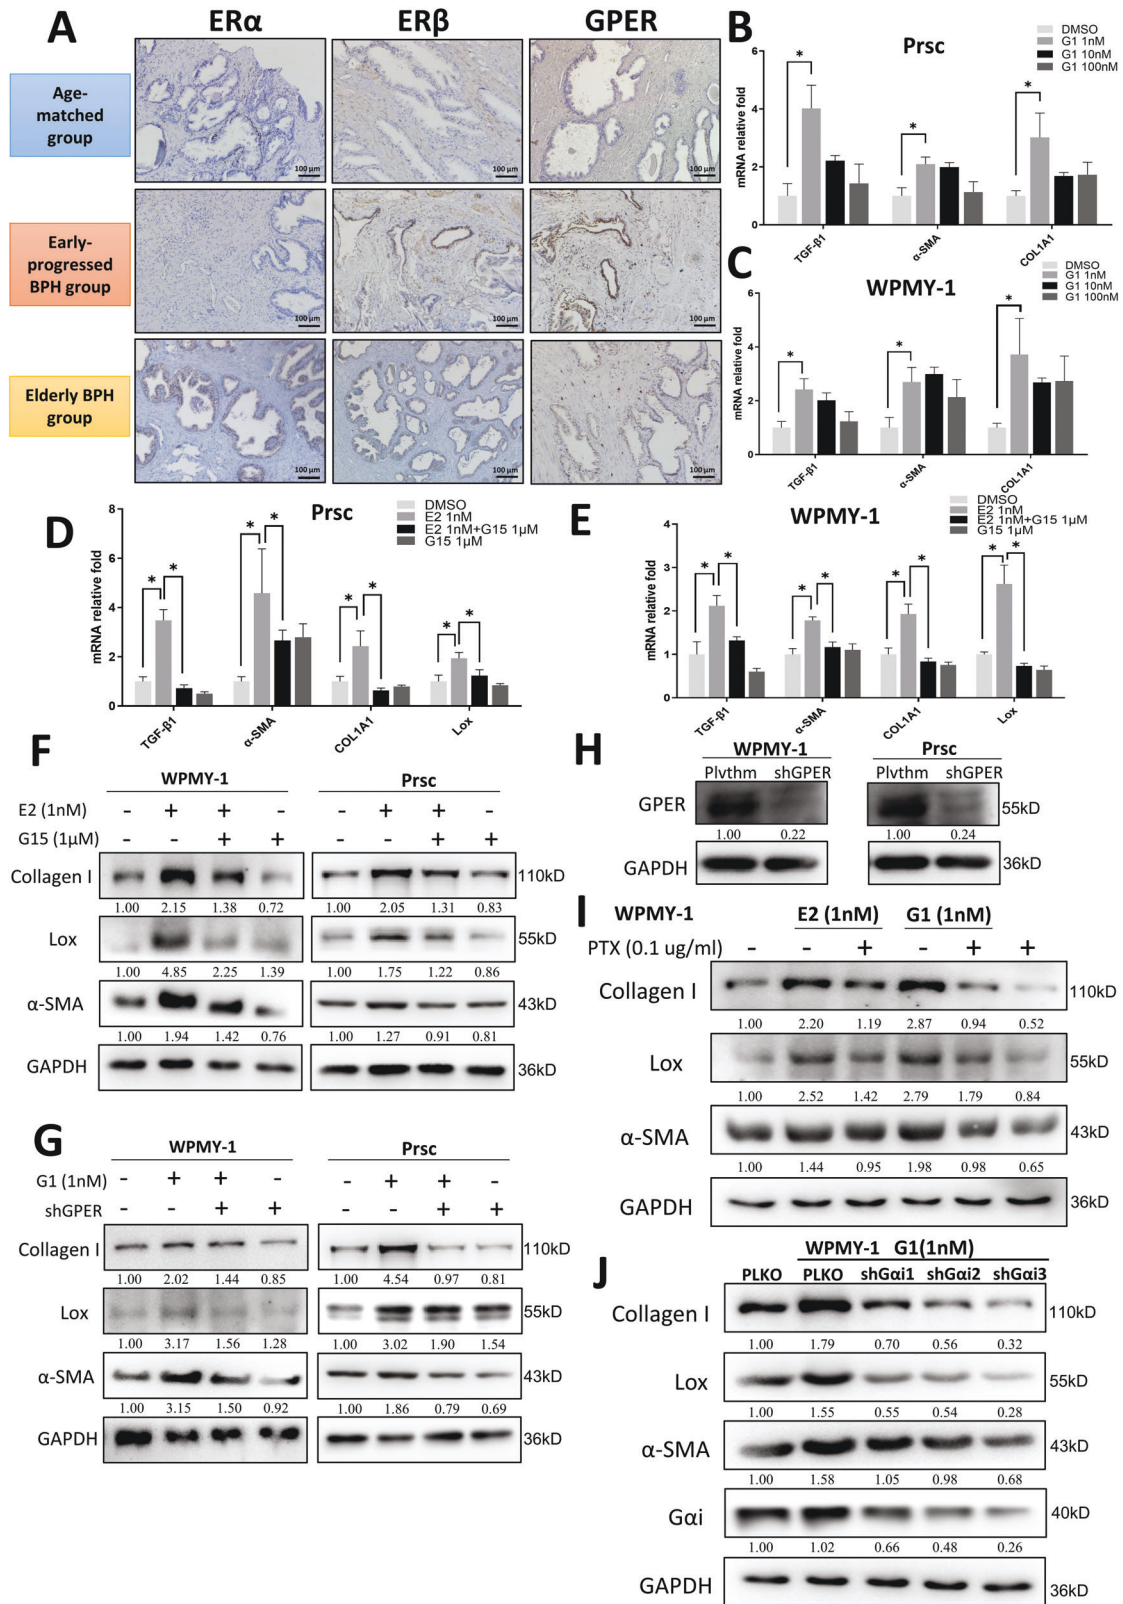 A
ERα ERβ GPER
Age-
matched
group
100 μm 100 μm 100 μm
Early-
progressed
BPH group
100 μm 100 μm 100 μm
Elderly BPH
group
100 μm 100 μm 100 μm
B
Prsc
DMSO
G1 1nM
G1 10nM
G1 100nM
mRNA relative fold
6
4
2
0
* * *
TGF-β1 α-SMA COL1A1
C
WPMY-1
DMSO
G1 1nM
G1 10nM
G1 100nM
mRNA relative fold
6
4
2
0
* * *
TGF-β1 α-SMA COL1A1
D
Prsc
DMSO
E2 1nM
E2 1nM+G15 1μM
G15 1μM
mRNA relative fold
8
6
4
2
0
* * * * * * * *
TGF-β1 α-SMA COL1A1 Lox
E
WPMY-1
DMSO
E2 1nM
E2 1nM+G15 1μM
G15 1μM
mRNA relative fold
4
3
2
1
0
* * * * * * * *
TGF-β1 α-SMA COL1A1 Lox
F
WPMY-1 Prsc
E2 (1nM) - + + - - + + -
G15 (1μM) - - + + - - + +
Collagen I 110kD
1.00 2.15 1.38 0.72 1.00 2.05 1.31 0.83
Lox 55kD
1.00 4.85 2.25 1.39 1.00 1.75 1.22 0.86
α-SMA 43kD
1.00 1.94 1.42 0.76 1.00 1.27 0.91 0.81
GAPDH 36kD
G
WPMY-1 Prsc
G1 (1nM) - + + - - + + -
shGPER - - + + - - + +
Collagen I 110kD
1.00 2.02 1.44 0.85 1.00 4.54 0.97 0.81
Lox 55kD
1.00 3.17 1.56 1.28 1.00 3.02 1.90 1.54
α-SMA 43kD
1.00 3.15 1.50 0.92 1.00 1.86 0.79 0.69
GAPDH 36kD
H
WPMY-1 Prsc
Plvthm shGPER Plvthm shGPER
GPER 55kD
1.00 0.22 1.00 0.24
GAPDH 36kD
I
WPMY-1 E2 (1nM) G1 (1nM)
PTX (0.1 ug/ml) - - + - + +
Collagen I 110kD
1.00 2.20 1.19 2.87 0.94 0.52
Lox 55kD
1.00 2.52 1.42 2.79 1.79 0.84
α-SMA 43kD
1.00 1.44 0.95 1.98 0.98 0.65
GAPDH 36kD
J
WPMY-1 G1(1nM)
PLKO PLKO shGαi1 shGαi2 shGαi3
Collagen I 110kD
1.00 1.79 0.70 0.56 0.32
Lox 55kD
1.00 1.55 0.55 0.54 0.28
α-SMA 43kD
1.00 1.58 1.05 0.98 0.68
Gαi 40kD
1.00 1.02 0.66 0.48 0.26
GAPDH 36kD